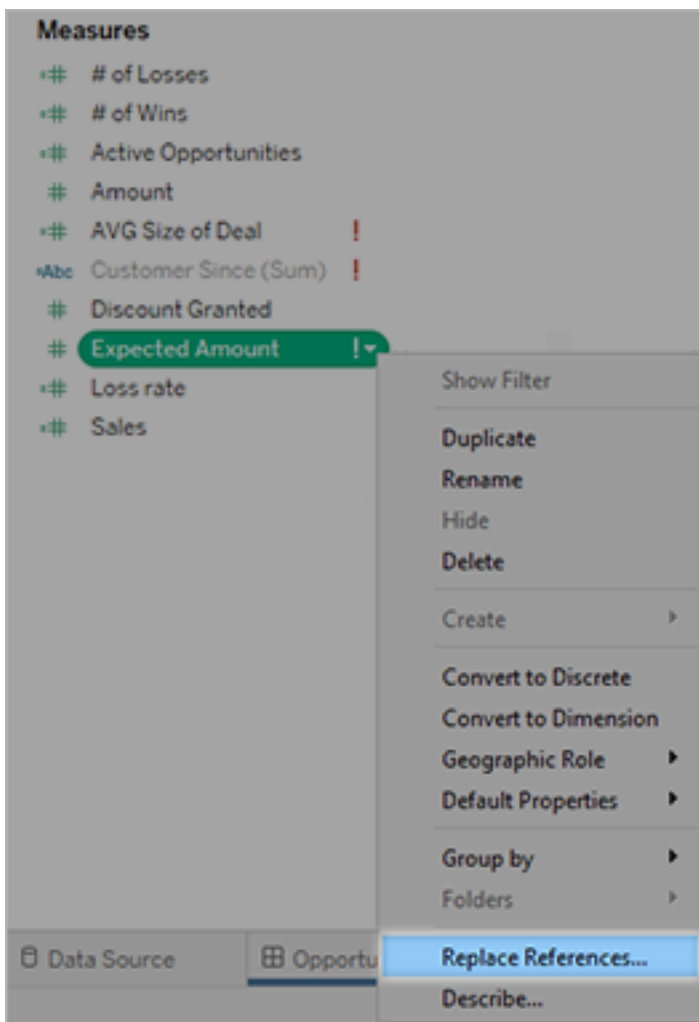 Measures
# of Losses
# of Wins
Active Opportunities
Amount
AVG Size of Deal !
Abc Customer Since (Sum) !
Discount Granted
Expected Amount !
Loss rate
Sales
Show Filter
Duplicate
Rename
Hide
Delete
Create
Convert to Discrete
Convert to Dimension
Geographic Role
Default Properties
Group by
Folders
Replace References...
Describe...
Data Source
Opportu